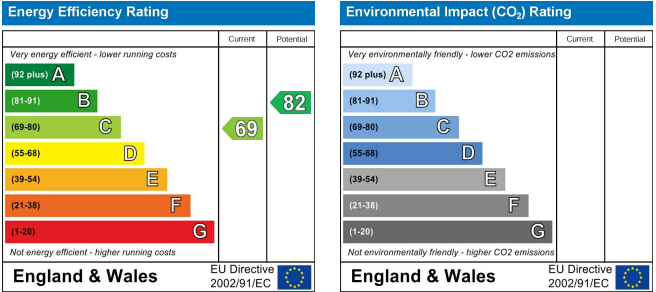 Energy Efficiency Rating
Current Potential
Very energy efficient - lower running costs
(92 plus) A
(81-91) B
82
(69-80) C
69
(55-68) D
(39-54) E
(21-38) F
(1-20) G
Not energy efficient - higher running costs
England & Wales
EU Directive
2002/91/EC
Environmental Impact (CO2) Rating
Current Potential
Very environmentally friendly - lower CO2 emissions
(92 plus) A
(81-91) B
(69-80) C
(55-68) D
(39-54) E
(21-38) F
(1-20) G
Not environmentally friendly - higher CO2 emissions
England & Wales
EU Directive
2002/91/EC